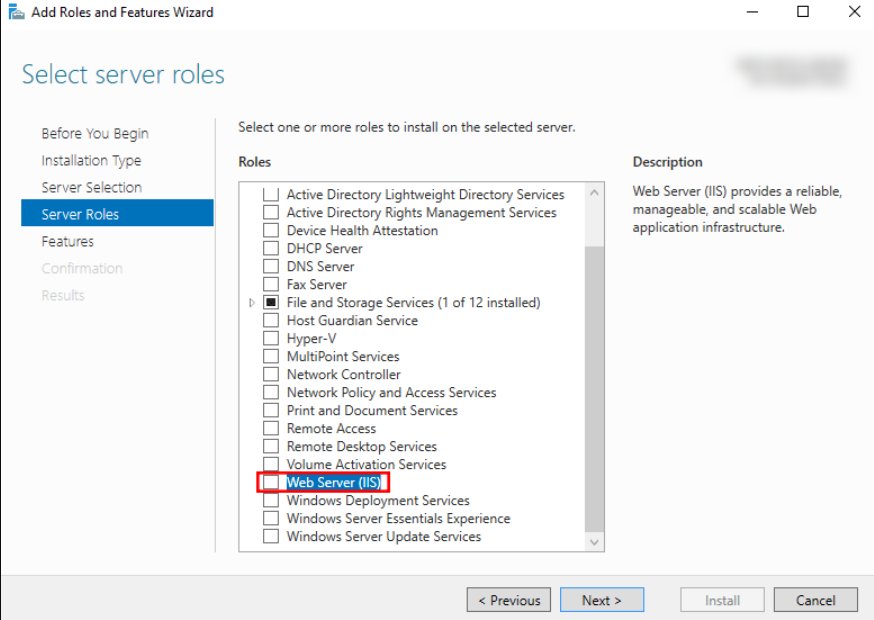 Add Roles and Features Wizard
Select server roles
Before You Begin
Installation Type
Server Selection
Server Roles
Features
Confirmation
Results
Select one or more roles to install on the selected server.
Roles
Active Directory Lightweight Directory Services
Active Directory Rights Management Services
Device Health Attestation
DHCP Server
DNS Server
Fax Server
File and Storage Services (1 of 12 installed)
Host Guardian Service
Hyper-V
MultiPoint Services
Network Controller
Network Policy and Access Services
Print and Document Services
Remote Access
Remote Desktop Services
Volume Activation Services
Web Server (IIS)
Windows Deployment Services
Windows Server Essentials Experience
Windows Server Update Services
Description
Web Server (IIS) provides a reliable,
manageable, and scalable Web
application infrastructure.
< Previous
Next >
Install
Cancel